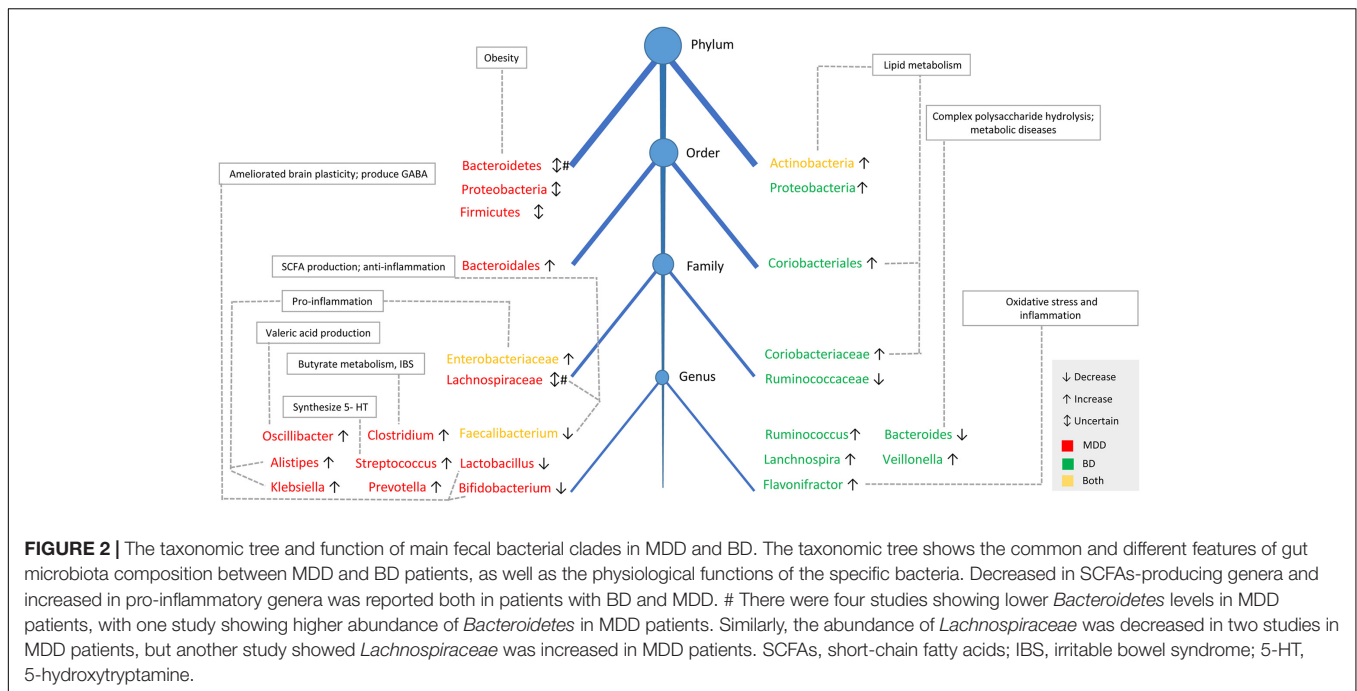 Phylum
Obesity
Lipid metabolism
Complex polysaccharide hydrolysis;
metabolic diseases
Order
Bacteroidetes ↕#
Actinobacteria ↑
Ameliorated brain plasticity; produce GABA
Proteobacteria ↕
Proteobacteria ↑
Firmicutes ↕
SCFA production; anti-inflammation
Bacteroidales ↑
Family
Coriobacteriales ↑
Pro-inflammation
Oxidative stress and
inflammation
Valeric acid production
Enterobacteriaceae ↑
Coriobacteriaceae ↑
Butyrate metabolism, IBS
Lachnospiraceae ↕#
Genus
Ruminococcaceae ↓
↓ Decrease
↑ Increase
↕ Uncertain
MDD
BD
Both
Synthesize 5- HT
Oscillibacter ↑ Clostridium ↑ Faecalibacterium ↓
Ruminococcus ↑ Bacteroides ↓
Alistipes ↑ Streptococcus ↑ Lactobacillus ↓
Lanchnospira ↑ Veillonella ↑
Klebsiella ↑ Prevotella ↑ Bifidobacterium ↓
Flavonifractor ↑
FIGURE 2 | The taxonomic tree and function of main fecal bacterial clades in MDD and BD. The taxonomic tree shows the common and different features of gut
microbiota composition between MDD and BD patients, as well as the physiological functions of the specific bacteria. Decreased in SCFAs-producing genera and
increased in pro-inflammatory genera was reported both in patients with BD and MDD. # There were four studies showing lower Bacteroidetes levels in MDD
patients, with one study showing higher abundance of Bacteroidetes in MDD patients. Similarly, the abundance of Lachnospiraceae was decreased in two studies in
MDD patients, but another study showed Lachnospiraceae was increased in MDD patients. SCFAs, short-chain fatty acids; IBS, irritable bowel syndrome; 5-HT,
5-hydroxytryptamine.